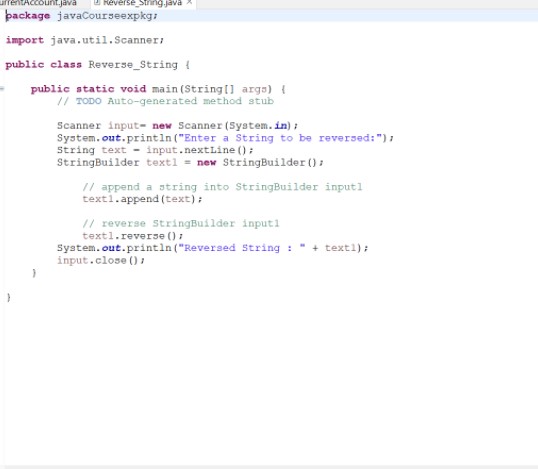 urrentAccount.java Reverse_String.java ×
package javaCourseexpkg;
import java.util.Scanner;
public class Reverse_String {
public static void main(String[] args) {
// TODO Auto-generated method stub
Scanner input= new Scanner(System.in);
System.out.println("Enter a String to be reversed:");
String text = input.nextLine();
StringBuilder text1 = new StringBuilder();
// append a string into StringBuilder input1
text1.append(text);
// reverse StringBuilder input1
text1.reverse();
System.out.println("Reversed String : " + text1);
input.close();
}
}